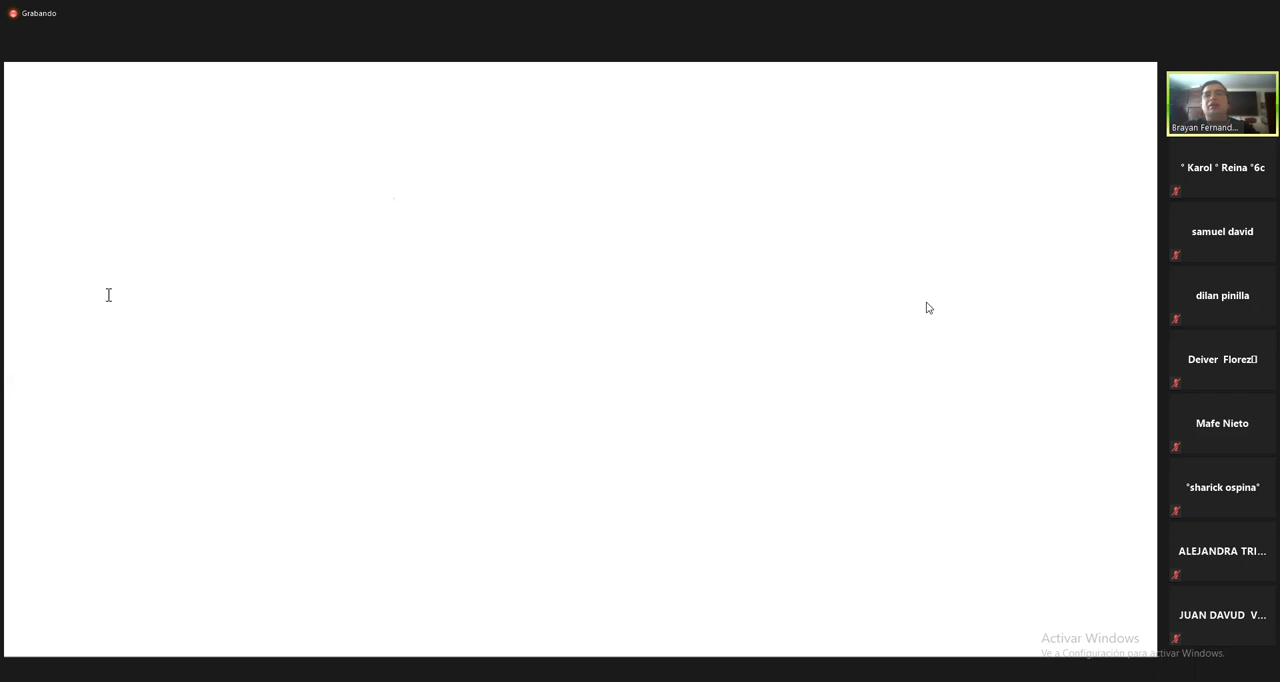 Grabando
Brayan Fernand...
° Karol ° Reina °6c
samuel david
dilan pinilla
Deiver Florez
Mafe Nieto
°sharick ospina°
ALEJANDRA TRI...
JUAN DAVUD V...
Activar Windows
Ve a Configuración para activar Windows.